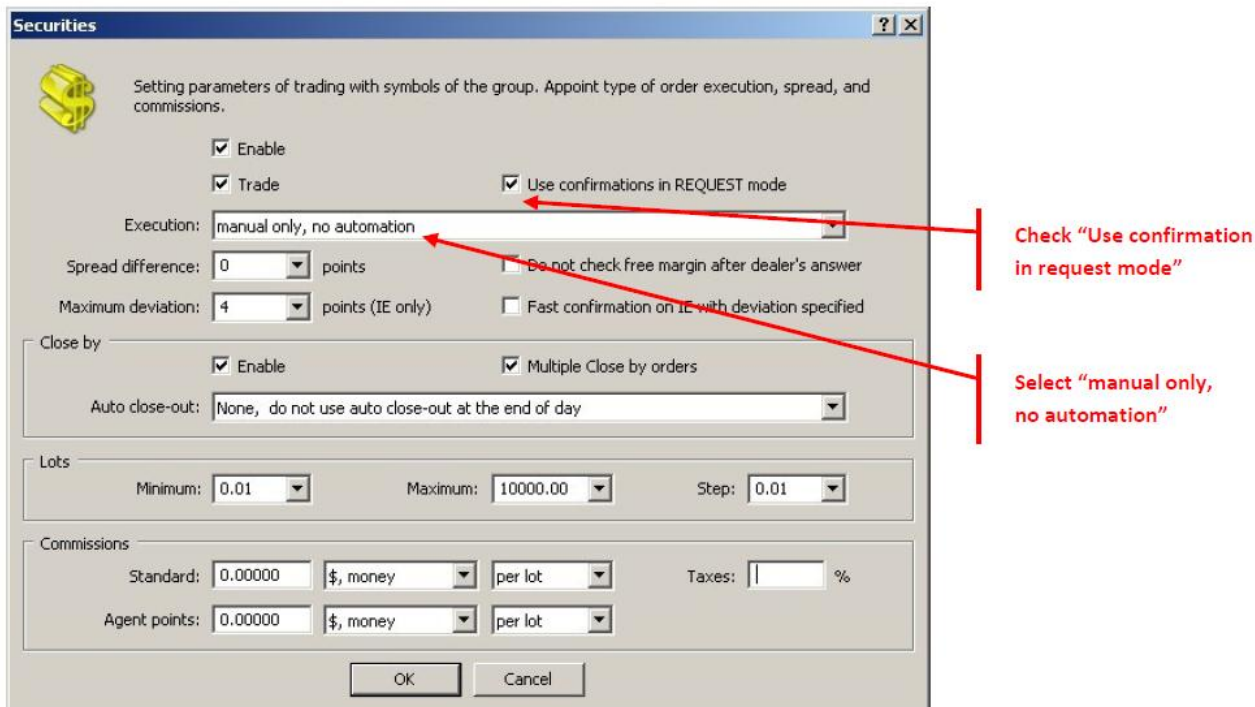 Securities
Setting parameters of trading with symbols of the group. Appoint type of order execution, spread, and
commissions.
Enable
Trade
Use confirmations in REQUEST mode
Execution: manual only, no automation
Spread difference: 0 points
Do not check free margin after dealer's answer
Maximum deviation: 4 points (IE only)
Fast confirmation on IE with deviation specified
Close by
Enable
Multiple Close by orders
Auto close-out: None, do not use auto close-out at the end of day
Lots
Minimum: 0.01 Maximum: 10000.00 Step: 0.01
Commissions
Standard: 0.00000 $, money per lot Taxes: %
Agent points: 0.00000 $, money per lot
OK Cancel
Check “Use confirmation
in request mode”
Select “manual only,
no automation”